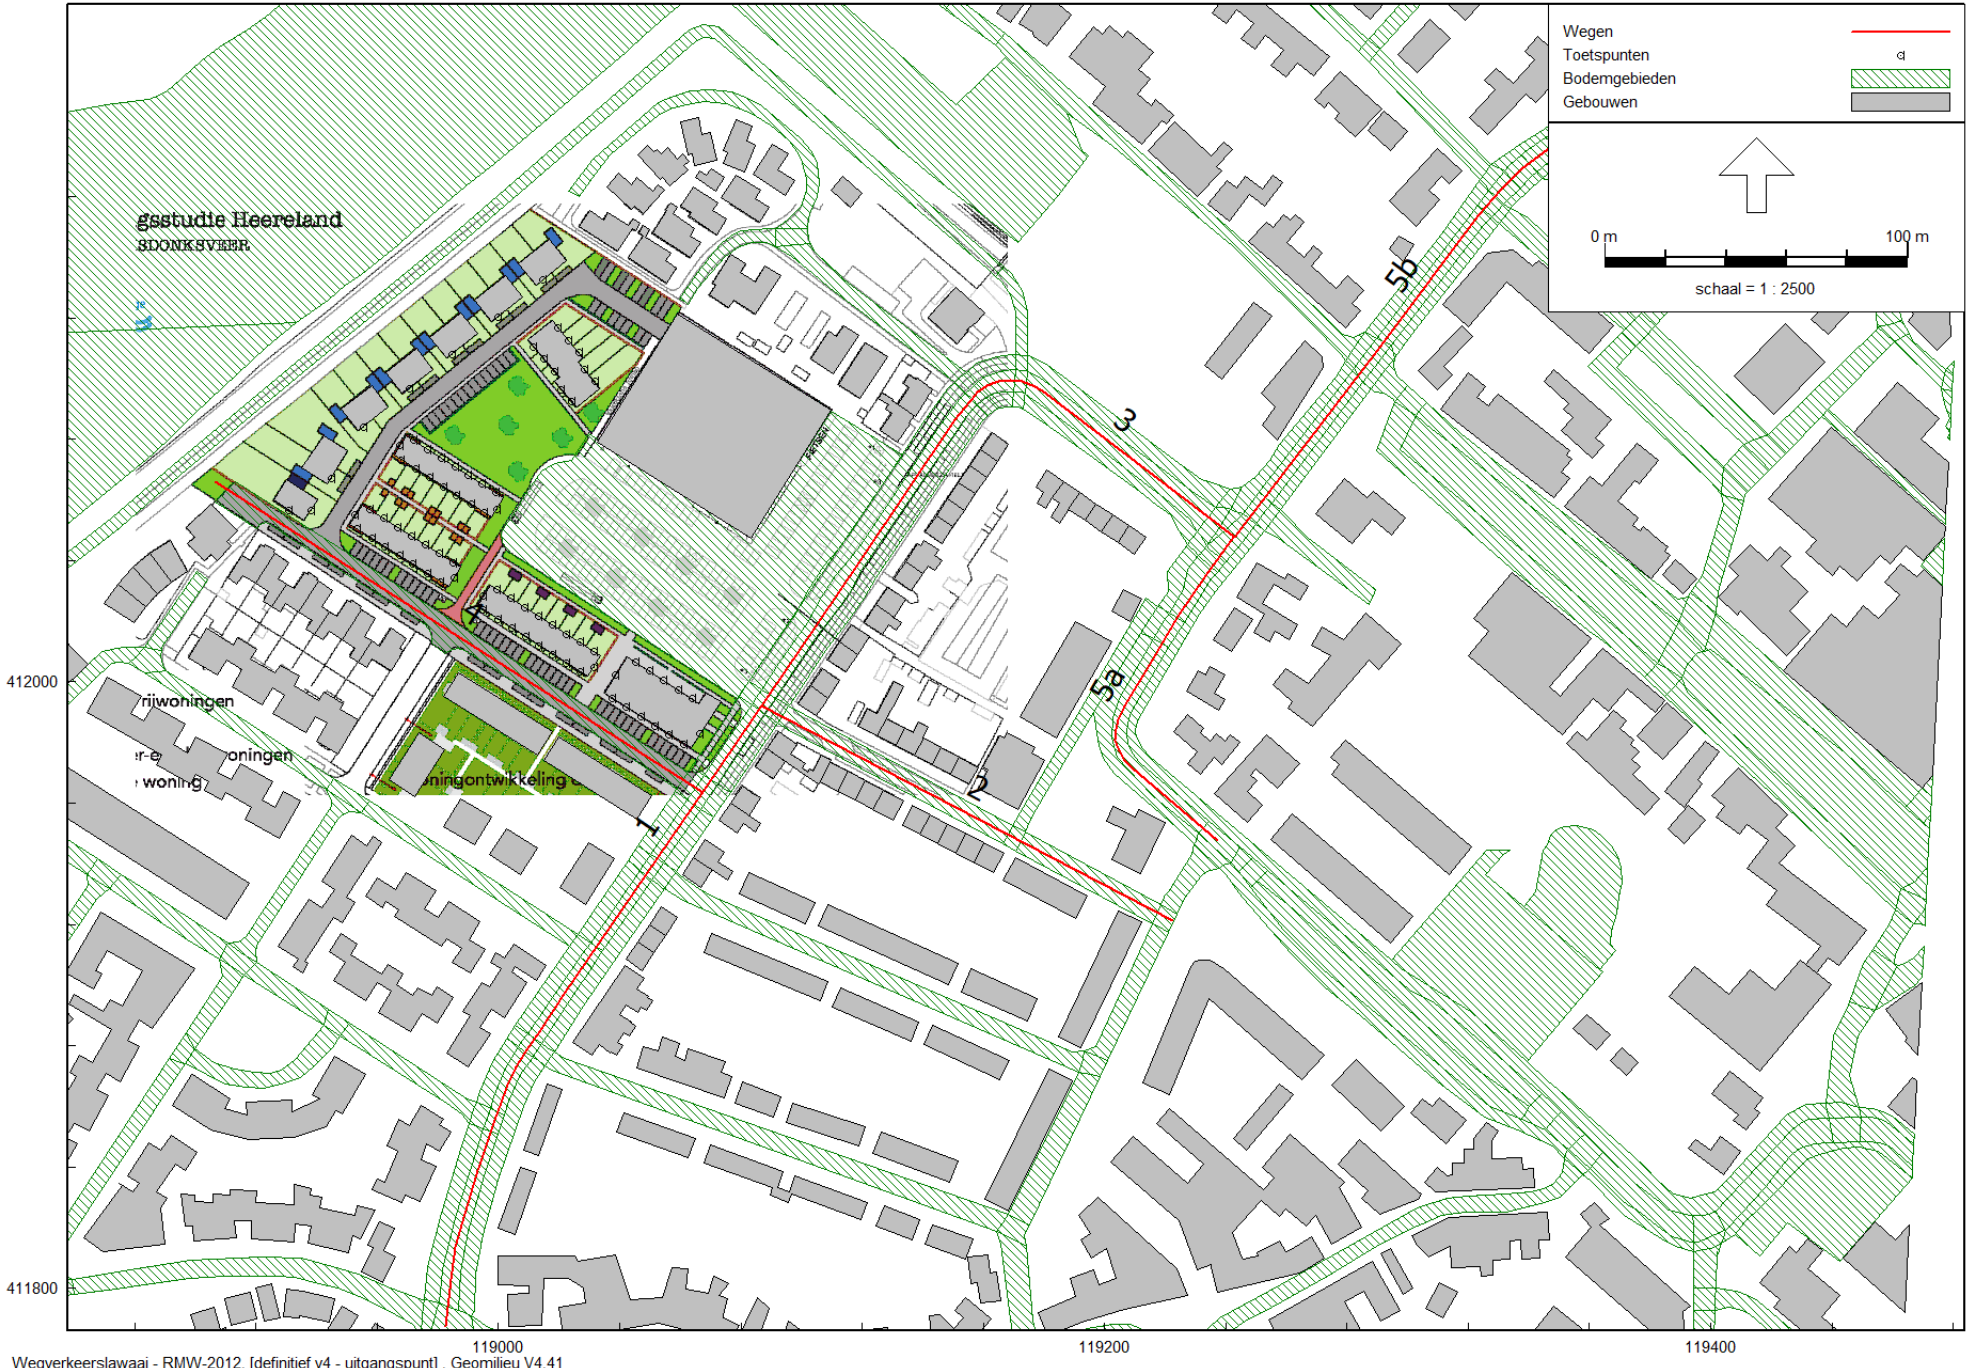 Wegen
Toetspunten
Bodemgebieden
Gebouwen
0 m
100 m
schaal = 1 : 2500
gsstudie Heereland
SDONKSVEER
5b
3
4
5a
rijwoningen
oningen
woning
oningontwikkeling
2
1
412000
411800
119000
119200
119400
Wegverkeerslawaai - RMW-2012, [definitief v4 - uitgangspunt] , Geomilieu V4.41